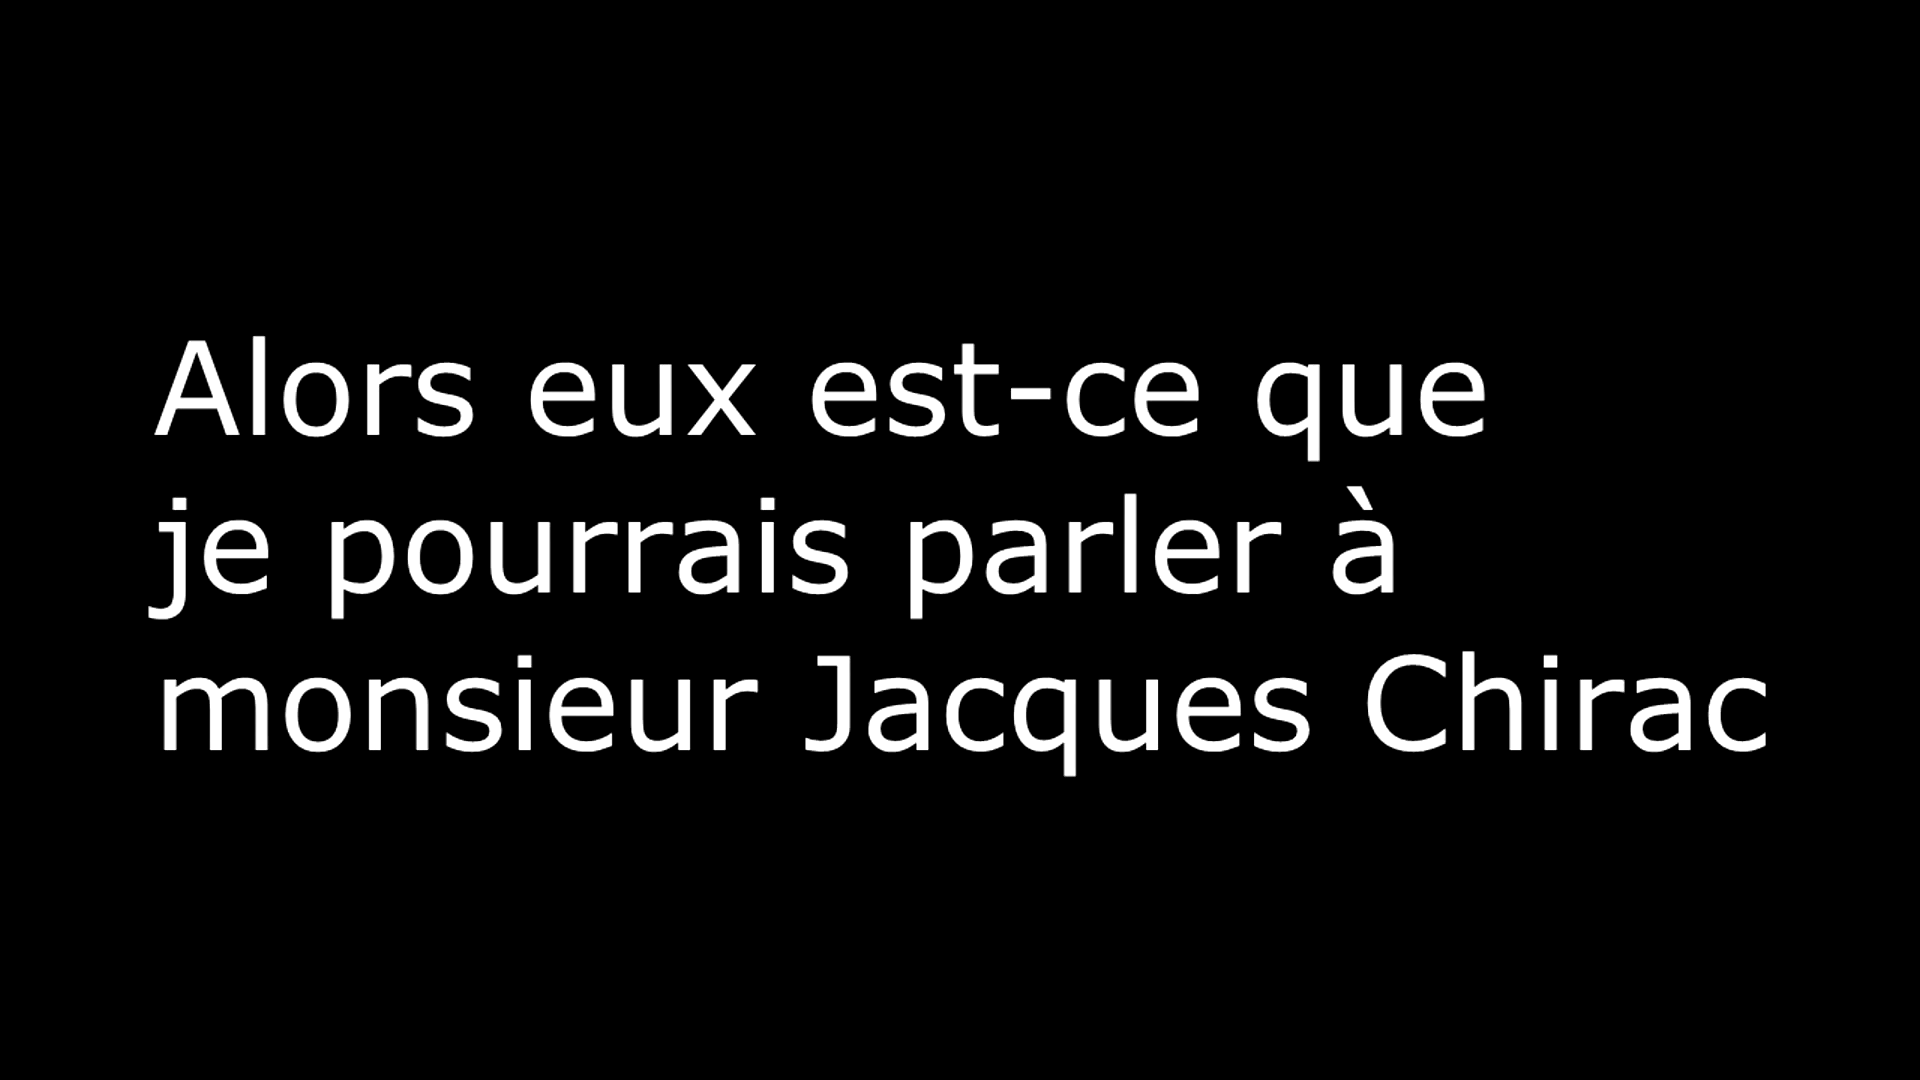 Alors eux est-ce que
je pourrais parler à
monsieur Jacques Chirac